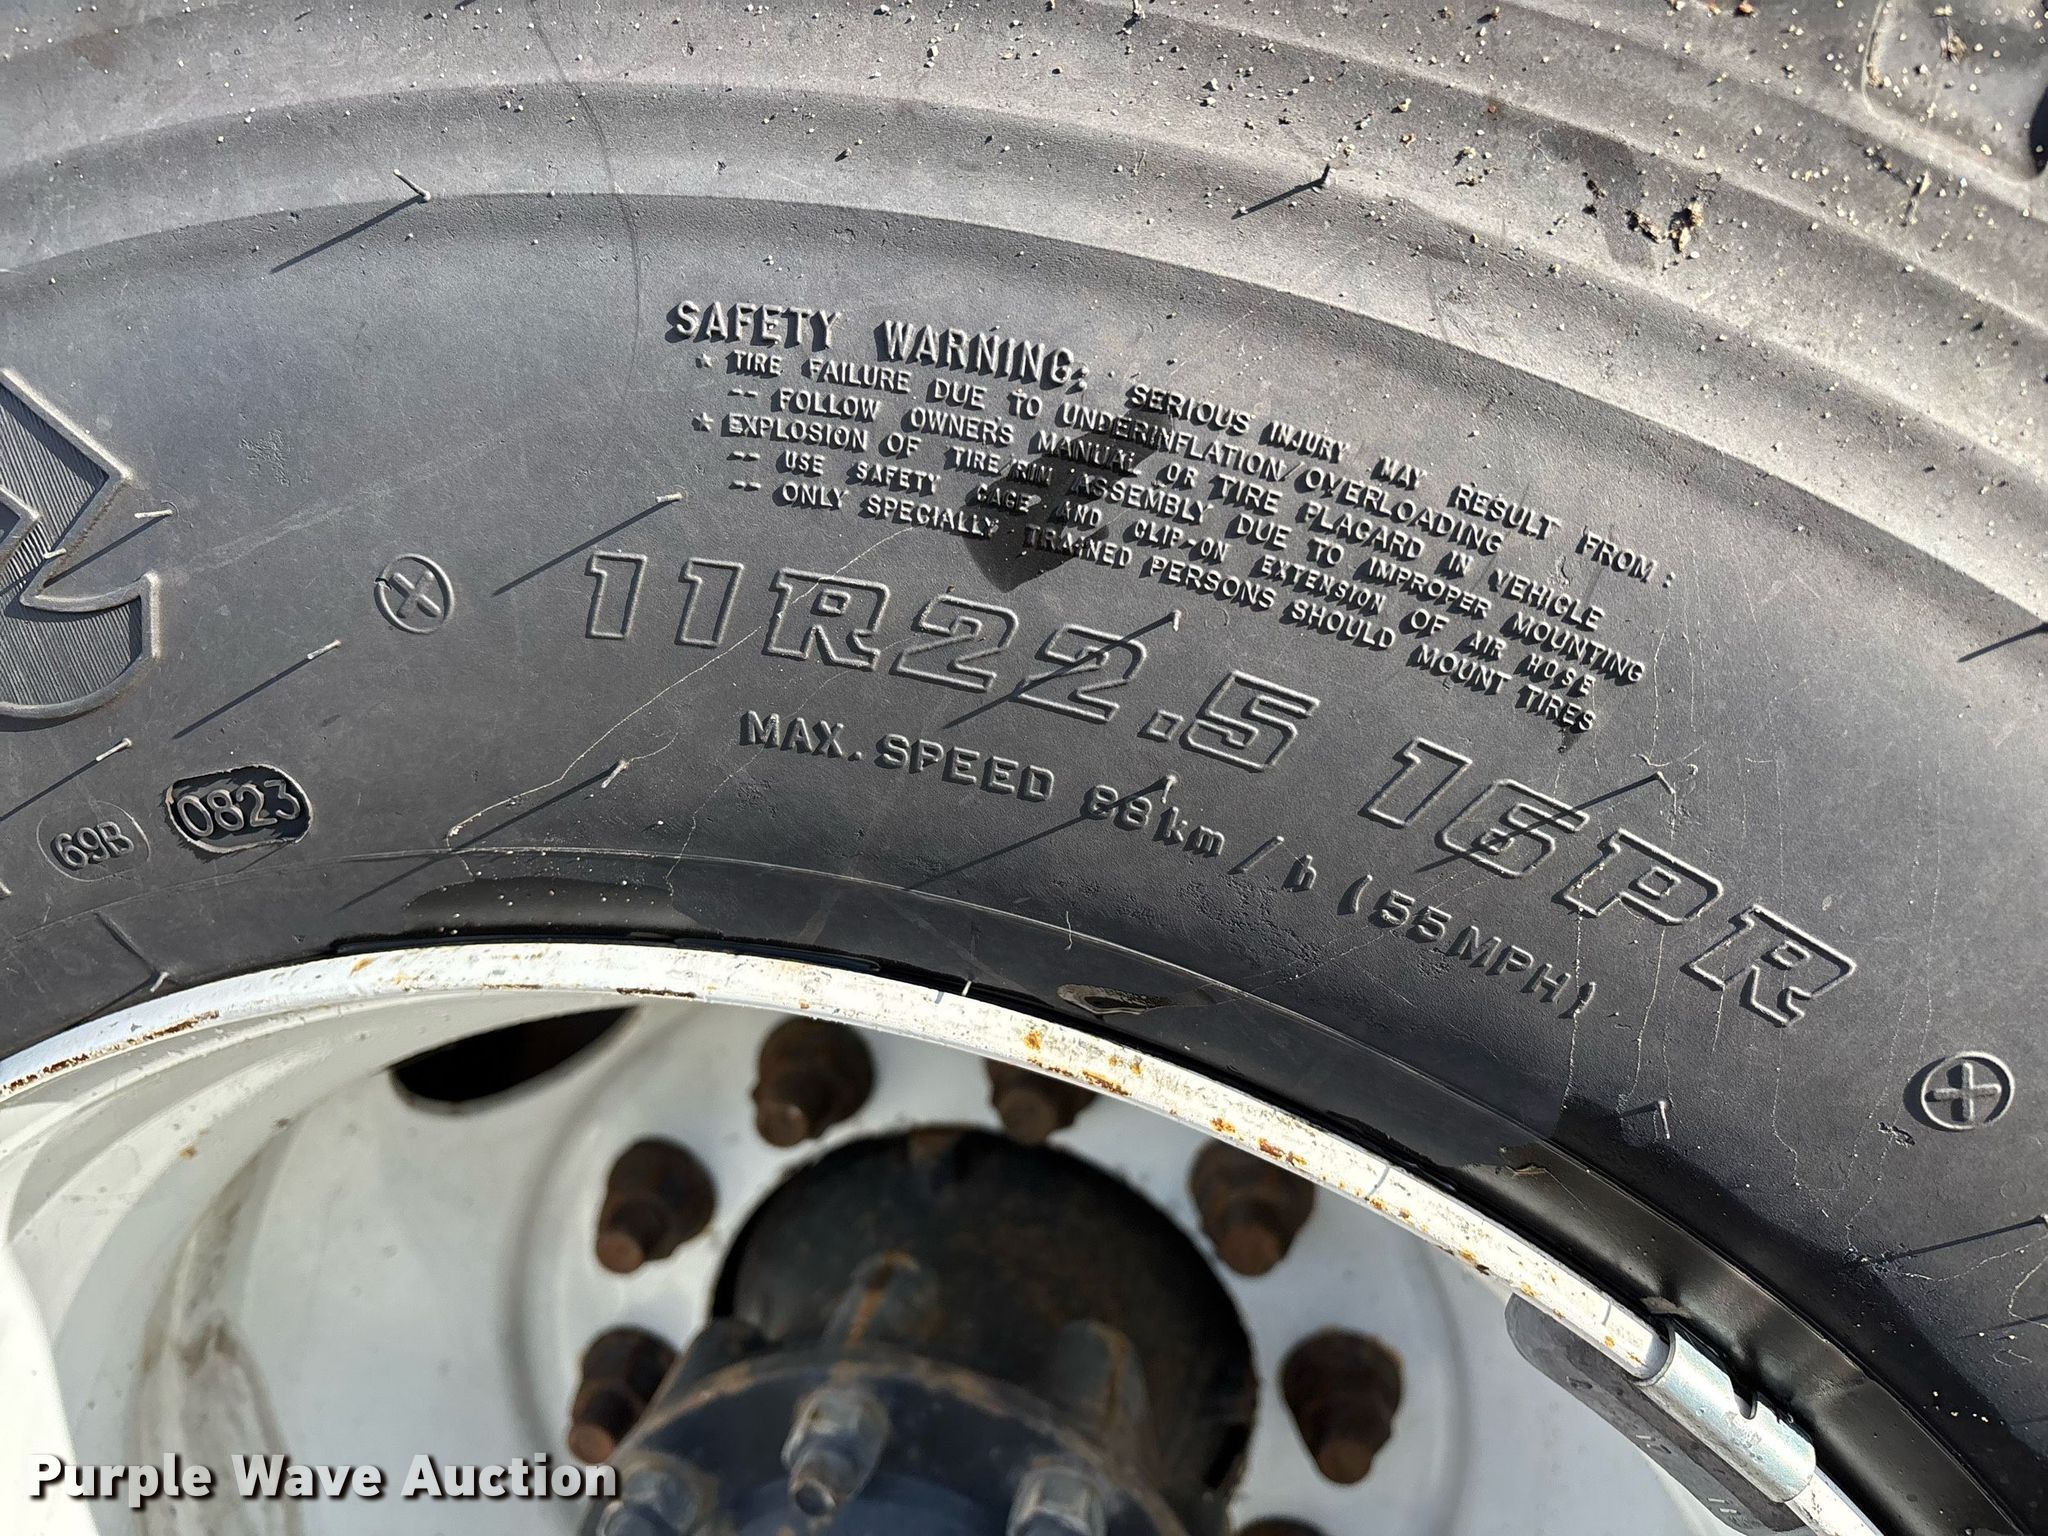 SAFETY WARNING: SERIOUS INJURY MAY RESULT FROM:
* TIRE FAILURE DUE TO UNDERINFLATION/OVERLOADING
-- FOLLOW OWNER'S MANUAL OR TIRE PLACARD IN VEHICLE
* EXPLOSION OF TIRE/RIM ASSEMBLY DUE TO IMPROPER MOUNTING
-- USE SAFETY CAGE AND CLIP-ON EXTENSION OF AIR HOSE
-- ONLY SPECIALLY TRAINED PERSONS SHOULD MOUNT TIRES
11R22.5 16PR
MAX. SPEED 88km/h (55MPH)
69B 0823
Purple Wave Auction